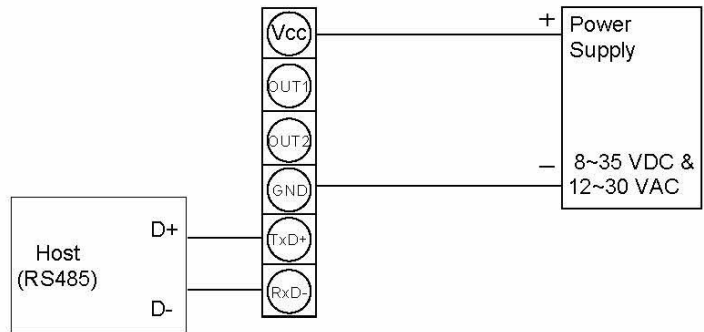 Vcc
OUT1
OUT2
GND
TxD+
RxD-
+
Power
Supply
–
8~35 VDC &
12~30 VAC
D+
Host
(RS485)
D-